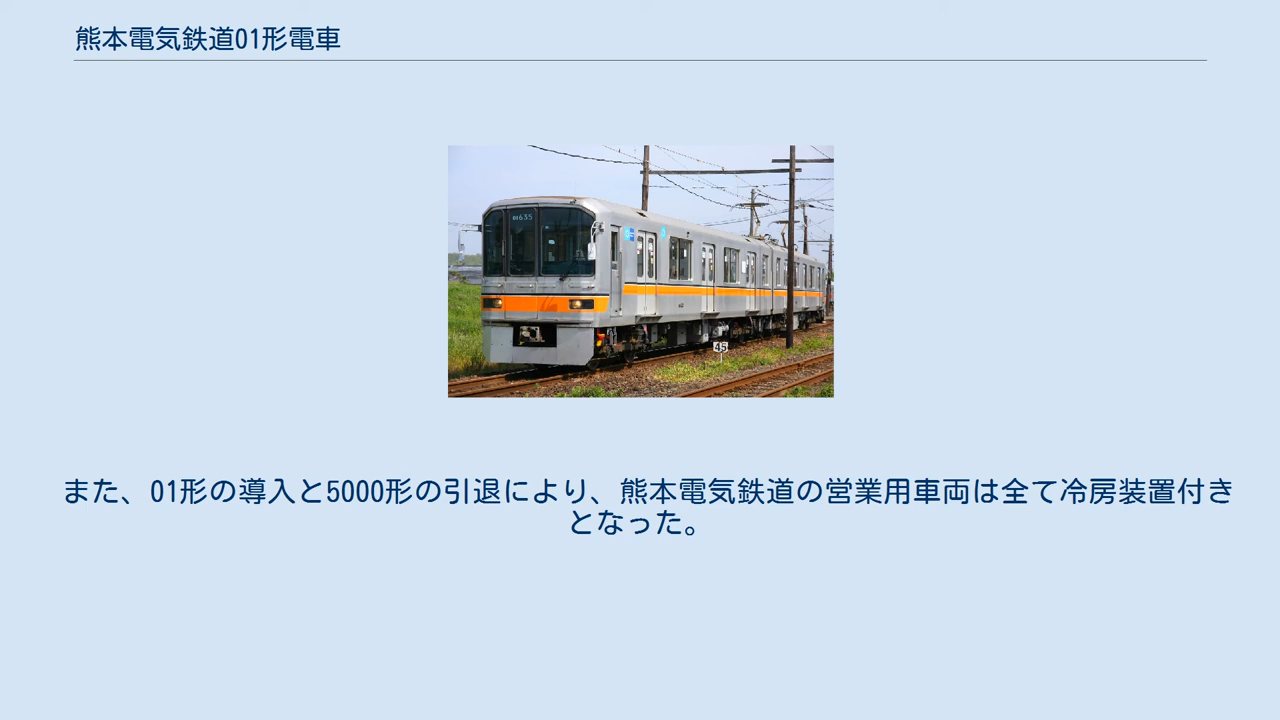 熊本電気鉄道01形電車
635
45
また、01形の導入と5000形の引退により、熊本電気鉄道の営業用車両は全て冷房装置付き
となった。